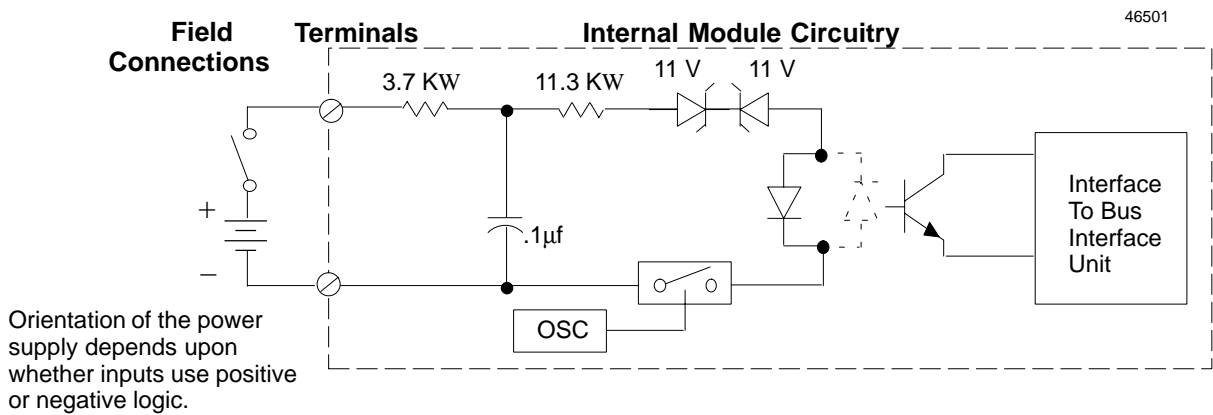 46501
Field
Connections
Terminals
Internal Module Circuitry
3.7 KW
11.3 KW
11 V
11 V
+
−
.1μf
OSC
Interface
To Bus
Interface
Unit
Orientation of the power
supply depends upon
whether inputs use positive
or negative logic.